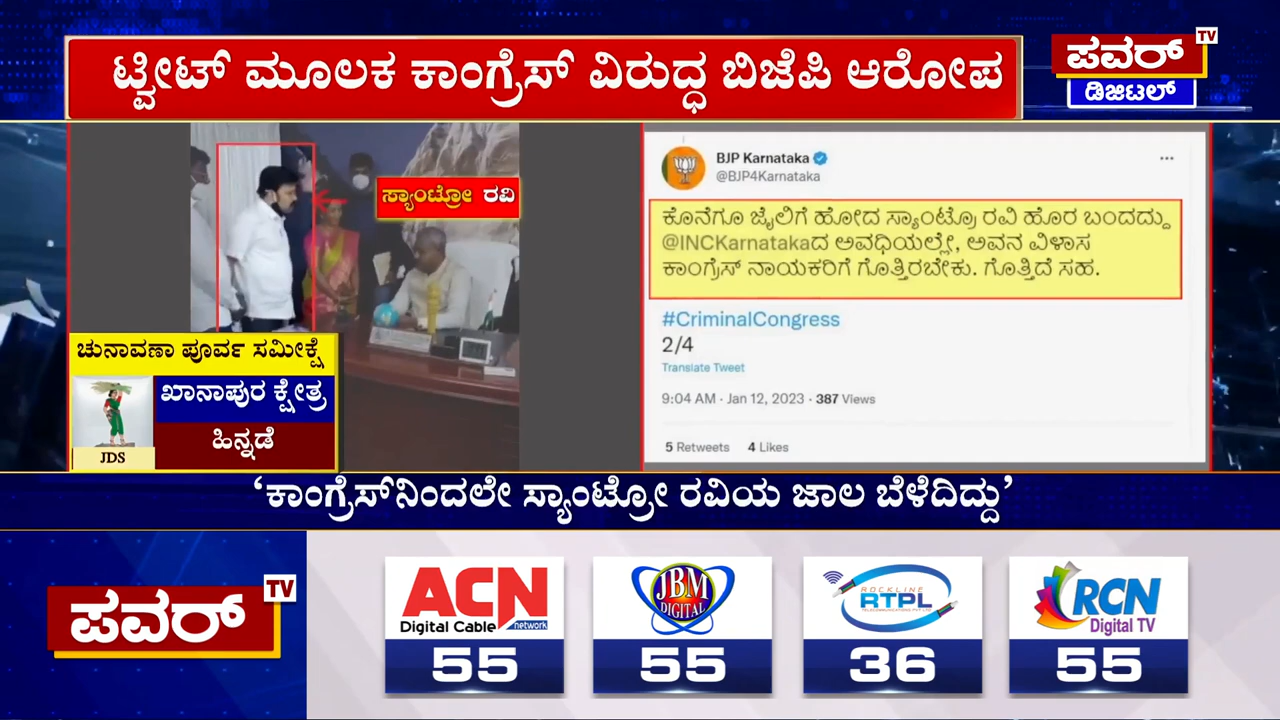 ಟ್ವೀಟ್ ಮೂಲಕ ಕಾಂಗ್ರೆಸ್ ವಿರುದ್ಧ ಬಿಜೆಪಿ ಆರೋಪ
ಪವರ್ TV
ಡಿಜಿಟಲ್
ಸ್ಯಾಂಟ್ರೋ ರವಿ
BJP Karnataka
@BJP4Karnataka
ಕೊನೆಗೂ ಜೈಲಿಗೆ ಹೋದ ಸ್ಯಾಂಟ್ರೊ ರವಿ ಹೊರ ಬಂದದ್ದು
@INCKarnatakaದ ಅವಧಿಯಲ್ಲೇ, ಅವನ ವಿಳಾಸ
ಕಾಂಗ್ರೆಸ್ ನಾಯಕರಿಗೆ ಗೊತ್ತಿರಬೇಕು. ಗೊತ್ತಿದೆ ಸಹ.
#CriminalCongress
2/4
Translate Tweet
9:04 AM · Jan 12, 2023 · 387 Views
5 Retweets 4 Likes
ಚುನಾವಣಾ ಪೂರ್ವ ಸಮೀಕ್ಷೆ
ಖಾನಾಪುರ ಕ್ಷೇತ್ರ
ಹಿನ್ನಡೆ
JDS
‘ಕಾಂಗ್ರೆಸ್‌ನಿಂದಲೇ ಸ್ಯಾಂಟ್ರೋ ರವಿಯ ಜಾಲ ಬೆಳೆದಿದ್ದು’
ಪವರ್ TV
ACN
Digital Cable network
55
JBM
DIGITAL
55
ROCKLINE
RTPL
36
RCN
Digital TV
55